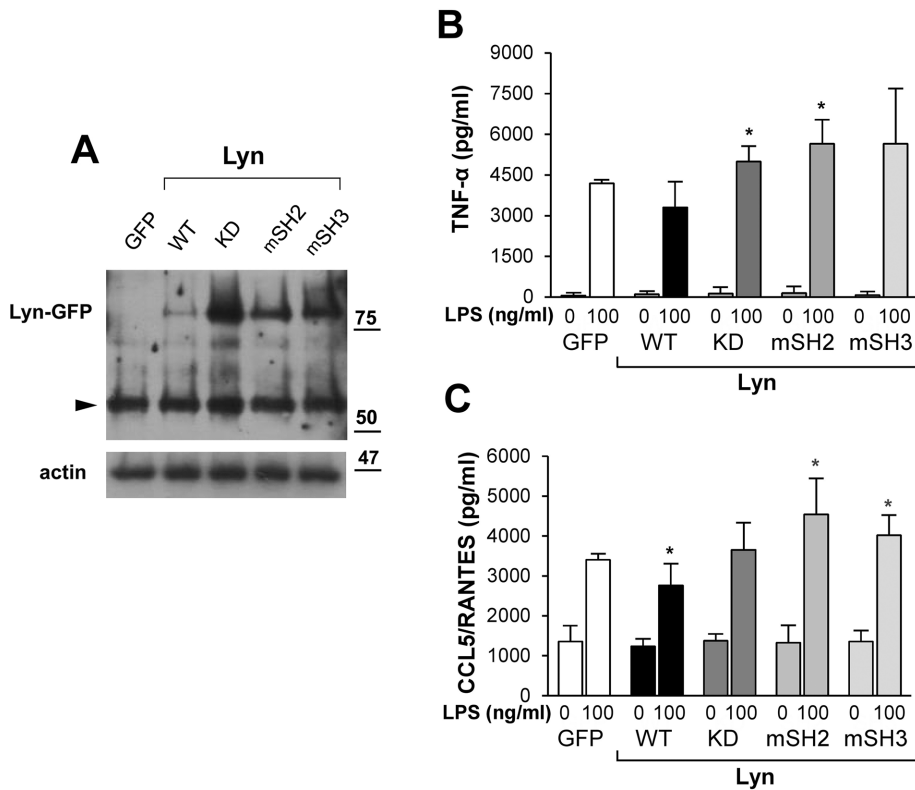 A
Lyn
GFP WT KD mSH2 mSH3
Lyn-GFP
75
50
actin
47
B
TNF-α (pg/ml)
9000
7500
6000
4500
3000
1500
0
* *
LPS (ng/ml) 0 100 0 100 0 100 0 100 0 100
GFP WT KD mSH2 mSH3
Lyn
C
CCL5/RANTES (pg/ml)
6000
5000
4000
3000
2000
1000
0
* * *
LPS (ng/ml) 0 100 0 100 0 100 0 100 0 100
GFP WT KD mSH2 mSH3
Lyn